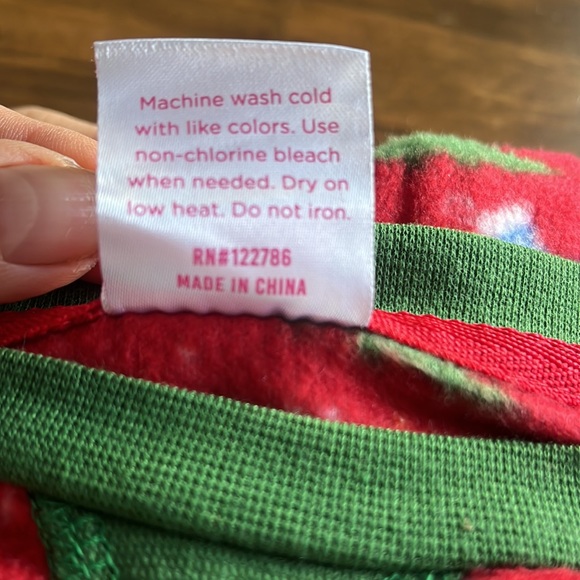 Machine wash cold
with like colors. Use
non-chlorine bleach
when needed. Dry on
low heat. Do not iron.
RN#122786
MADE IN CHINA